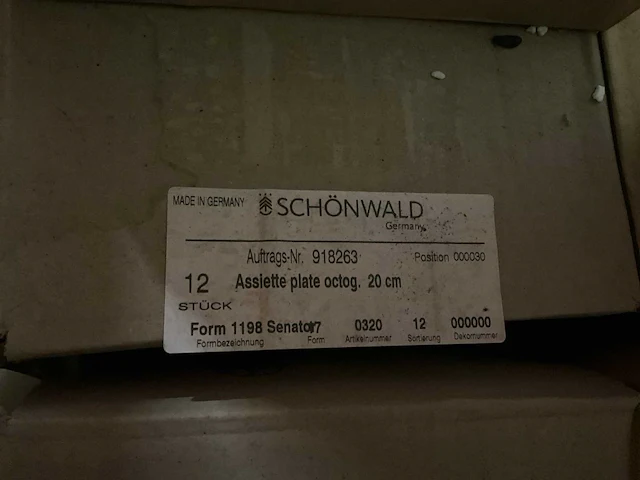 MADE IN GERMANY SCHÖNWALD
Germany
Auftrags-Nr. 918263 Position 000030
12 Assiette plate octog. 20 cm
STÜCK
Form 1198 Senator 0320 12 000000
Formbezeichnung Form Artikelnummer Sortierung Dekornummer